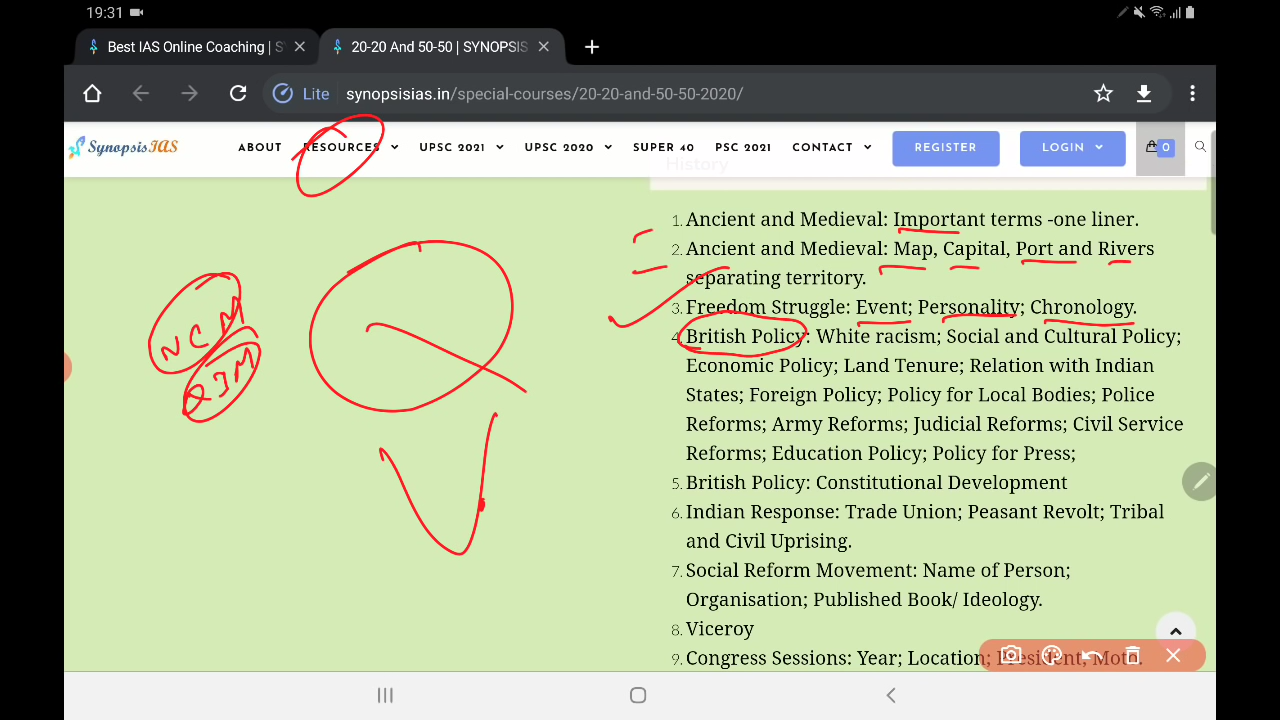 19:31
Best IAS Online Coaching | S
20-20 And 50-50 | SYNOPSIS
Lite synopsisias.in/special-courses/20-20-and-50-50-2020/
SynopsisIAS
ABOUT RESOURCES UPSC 2021 UPSC 2020 SUPER 40 PSC 2021 CONTACT REGISTER LOGIN 0
History
1. Ancient and Medieval: Important terms -one liner.
2. Ancient and Medieval: Map, Capital, Port and Rivers
separating territory.
3. Freedom Struggle: Event; Personality; Chronology.
4. British Policy: White racism; Social and Cultural Policy;
Economic Policy; Land Tenure; Relation with Indian
States; Foreign Policy; Policy for Local Bodies; Police
Reforms; Army Reforms; Judicial Reforms; Civil Service
Reforms; Education Policy; Policy for Press;
5. British Policy: Constitutional Development
6. Indian Response: Trade Union; Peasant Revolt; Tribal
and Civil Uprising.
7. Social Reform Movement: Name of Person;
Organisation; Published Book/ Ideology.
8. Viceroy
9. Congress Sessions: Year; Location; President, Moto.
NCM
QIM